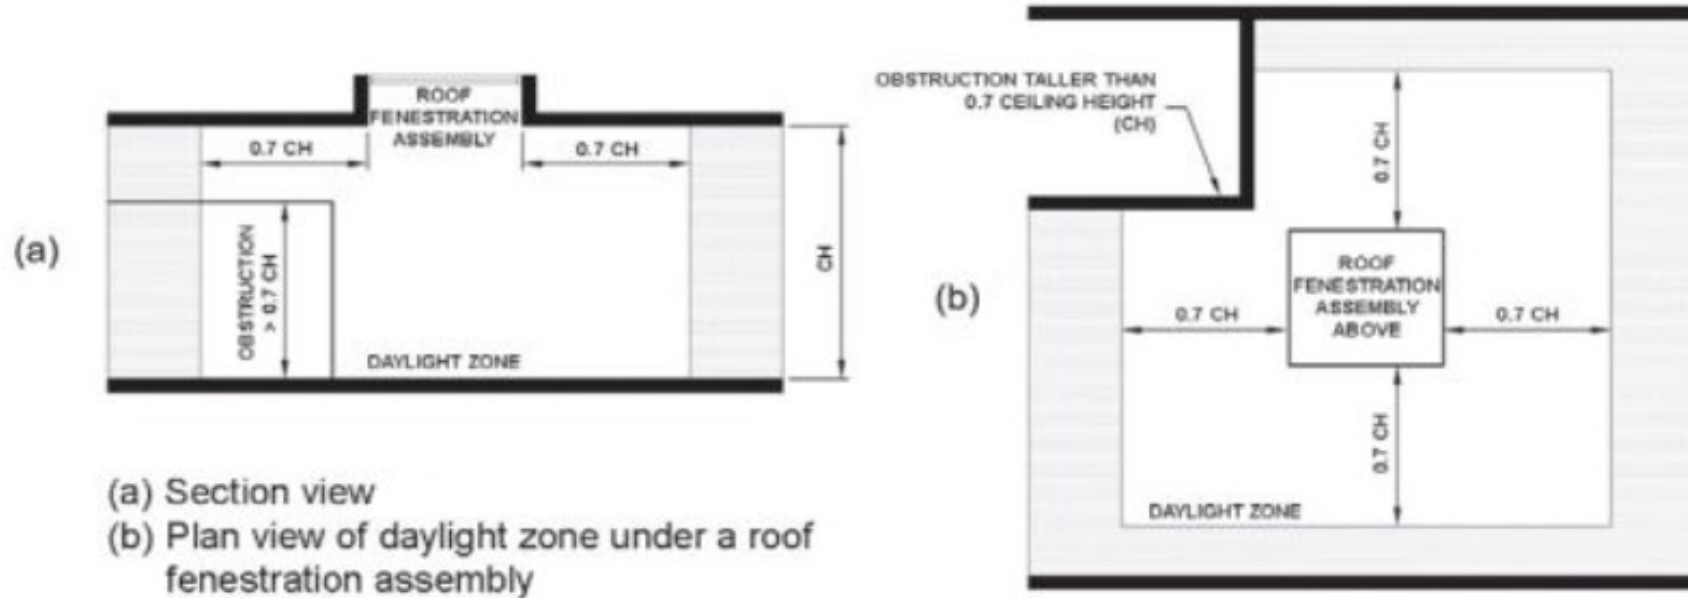 ROOF
FENESTRATION
ASSEMBLY
0.7 CH
0.7 CH
OBSTRUCTION
> 0.7 CH
CH
DAYLIGHT ZONE
(a)
(a) Section view
(b) Plan view of daylight zone under a roof
fenestration assembly
OBSTRUCTION TALLER THAN
0.7 CEILING HEIGHT
(CH)
0.7 CH
(b)
ROOF
FENESTRATION
ASSEMBLY
ABOVE
0.7 CH
0.7 CH
0.7 CH
DAYLIGHT ZONE